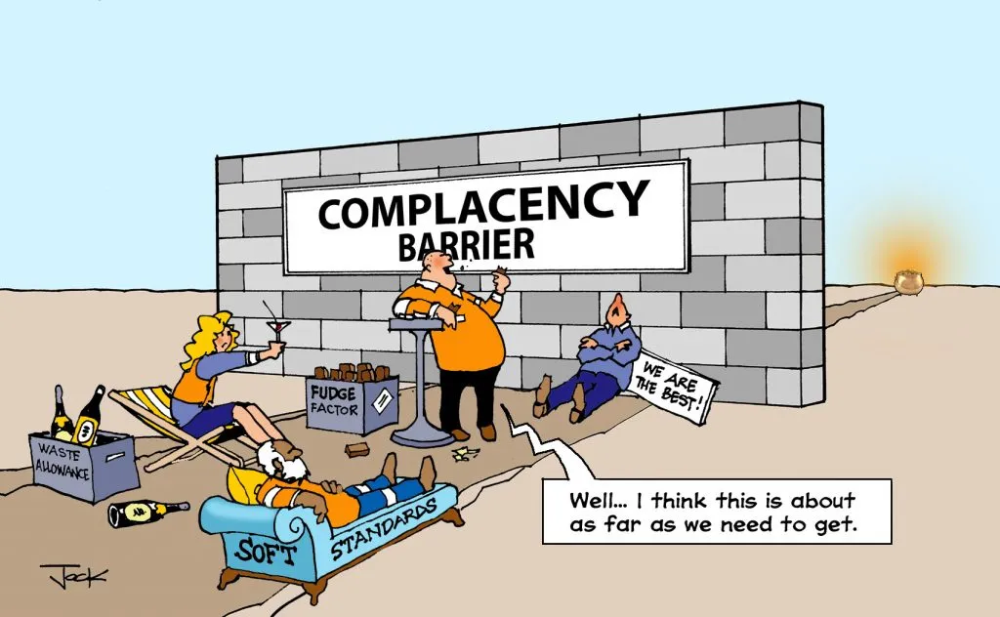 COMPLACENCY
BARRIER
FUDGE
FACTOR
WE ARE
THE BEST!
WASTE
ALLOWANCE
SOFT
STANDARDS
Well... I think this is about
as far as we need to get.
Jock